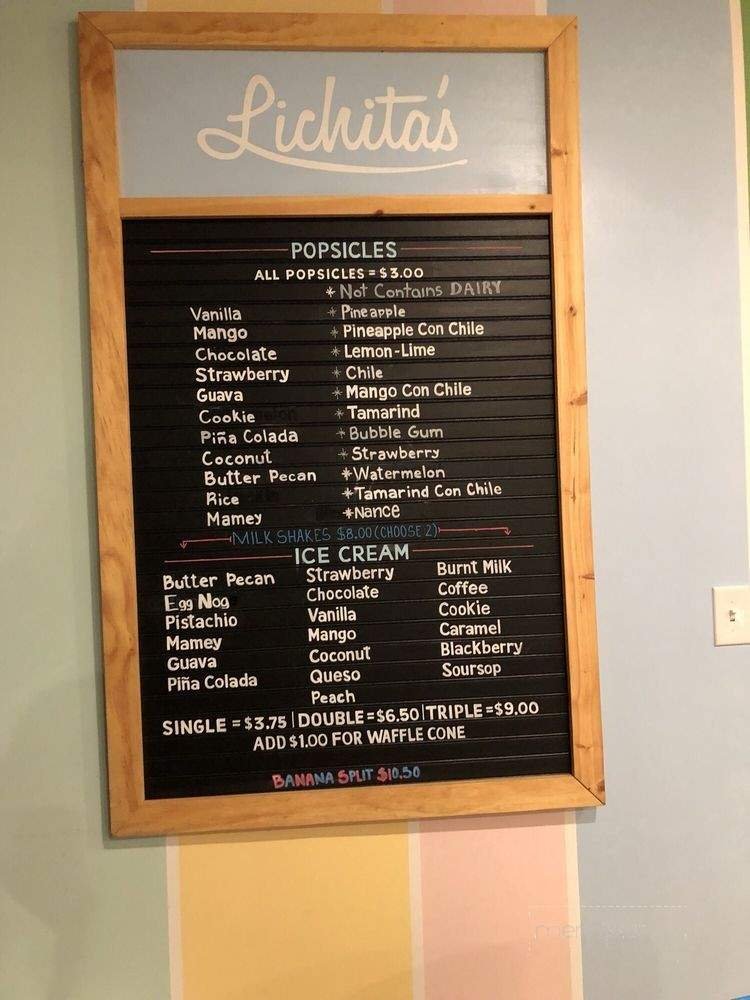 Lichita's
POPSICLES
ALL POPSICLES = $3.00
* Not Contains DAIRY
Vanilla
Mango
Chocolate
Strawberry
Guava
Cookie
Piña Colada
Coconut
Butter Pecan
Rice
Mamey
* Pineapple
* Pineapple Con Chile
* Lemon-Lime
* Chile
* Mango Con Chile
* Tamarind
* Bubble Gum
* Strawberry
*Watermelon
*Tamarind Con Chile
*Nance
MILK SHAKES $8.00 (CHOOSE 2)
ICE CREAM
Butter Pecan
Egg Nog
Pistachio
Mamey
Guava
Piña Colada
Strawberry
Chocolate
Vanilla
Mango
Coconut
Queso
Peach
Burnt Milk
Coffee
Cookie
Caramel
Blackberry
Soursop
SINGLE = $3.75 | DOUBLE = $6.50 | TRIPLE = $9.00
ADD $1.00 FOR WAFFLE CONE
BANANA SPLIT $10.50